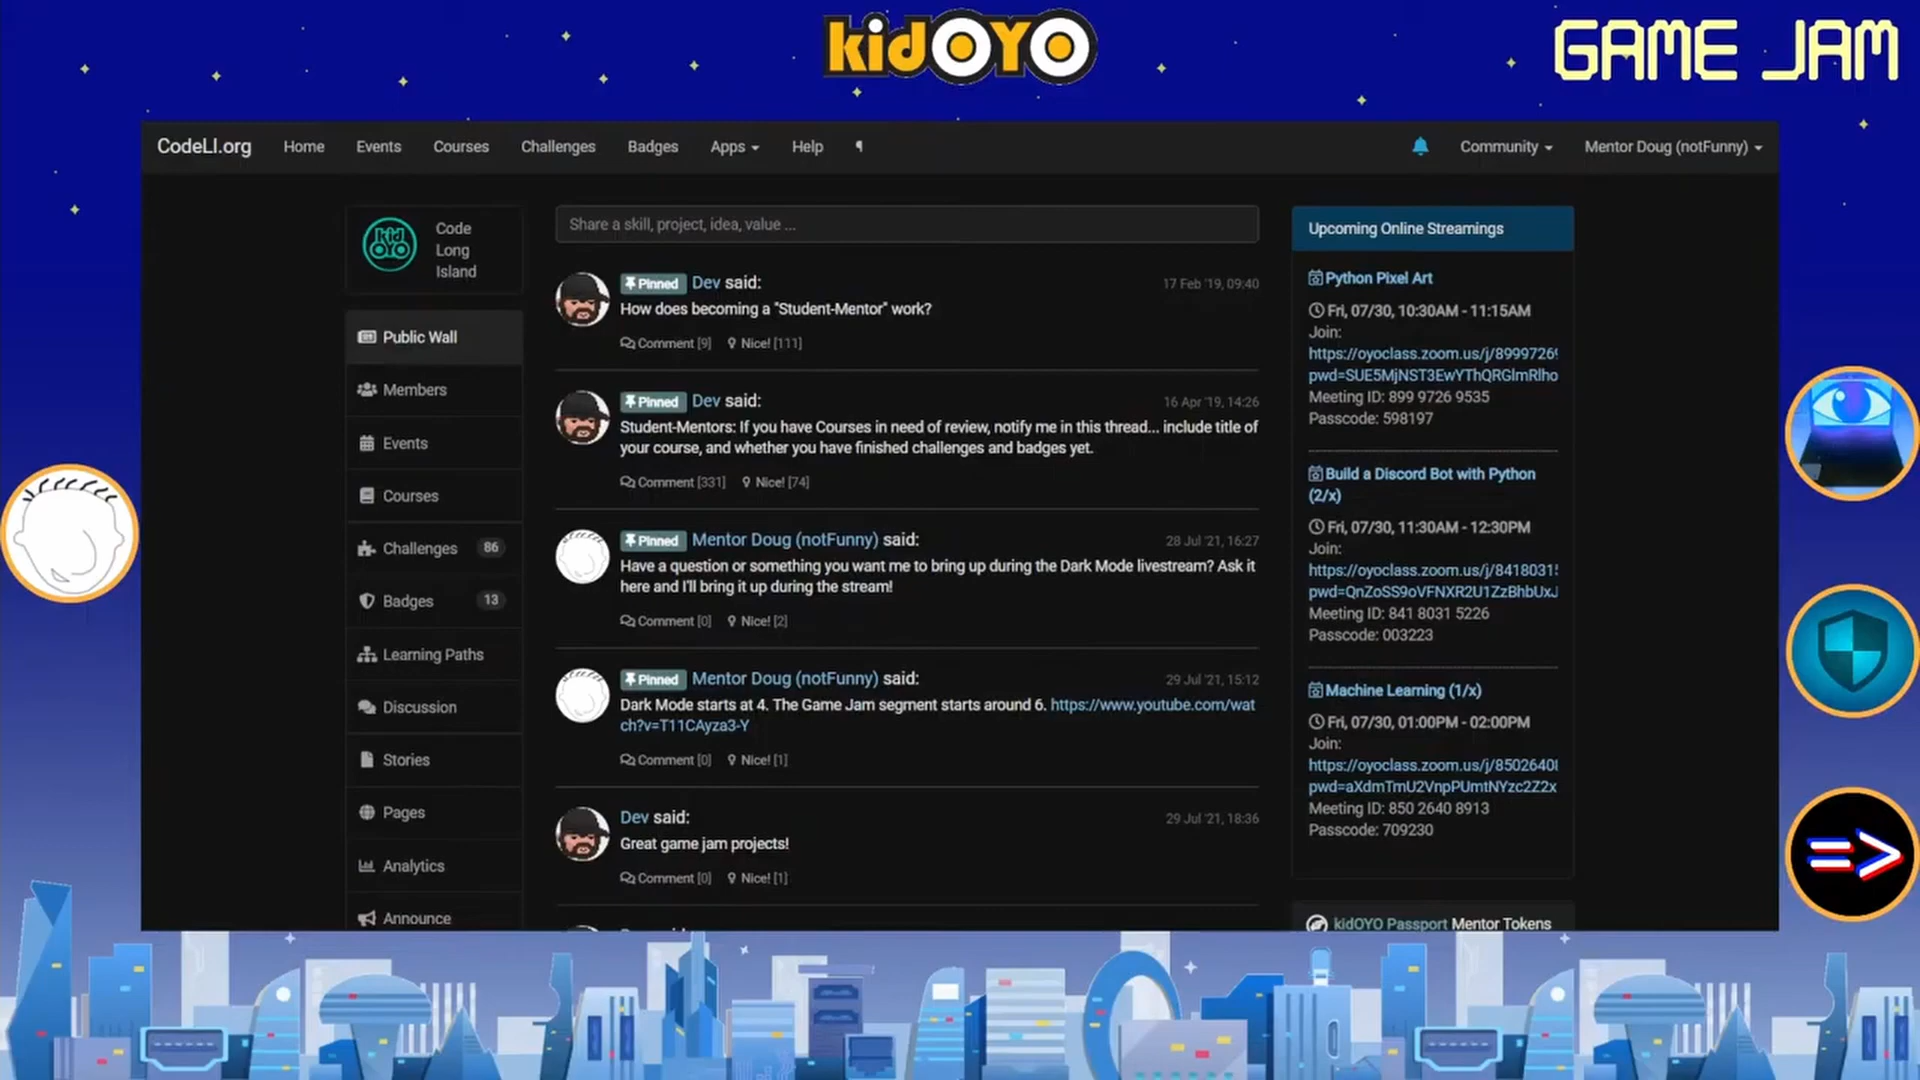 kidOYO
GAME JAM
CodeLI.org
Home
Events
Courses
Challenges
Badges
Apps
Help
¶
Community
Mentor Doug (notFunny)
kid
OYO
Code
Long
Island
Public Wall
Members
Events
Courses
Challenges 86
Badges 13
Learning Paths
Discussion
Stories
Pages
Analytics
Announce
Share a skill, project, idea, value ...
Pinned Dev said: 17 Feb '19, 09:40
How does becoming a "Student-Mentor" work?
Comment [9] Nice! [111]
Pinned Dev said: 16 Apr '19, 14:26
Student-Mentors: If you have Courses in need of review, notify me in this thread... include title of
your course, and whether you have finished challenges and badges yet.
Comment [331] Nice! [74]
Pinned Mentor Doug (notFunny) said: 28 Jul '21, 16:27
Have a question or something you want me to bring up during the Dark Mode livestream? Ask it
here and I'll bring it up during the stream!
Comment [0] Nice! [2]
Pinned Mentor Doug (notFunny) said: 29 Jul '21, 15:12
Dark Mode starts at 4. The Game Jam segment starts around 6. https://www.youtube.com/wat
ch?v=T11CAyza3-Y
Comment [0] Nice! [1]
Dev said: 29 Jul '21, 18:36
Great game jam projects!
Comment [0] Nice! [1]
Upcoming Online Streamings
Python Pixel Art
Fri, 07/30, 10:30AM - 11:15AM
Join:
https://oyoclass.zoom.us/j/8999726
pwd=SUE5MjNST3EwYThQRGlmRlho
Meeting ID: 899 9726 9535
Passcode: 598197
Build a Discord Bot with Python
(2/x)
Fri, 07/30, 11:30AM - 12:30PM
Join:
https://oyoclass.zoom.us/j/8418031
pwd=QnZoSS9oVFNXR2U1ZzBhbUxJ
Meeting ID: 841 8031 5226
Passcode: 003223
Machine Learning (1/x)
Fri, 07/30, 01:00PM - 02:00PM
Join:
https://oyoclass.zoom.us/j/8502640
pwd=aXdmTmU2VnpPUmtNYzc2Z2x
Meeting ID: 850 2640 8913
Passcode: 709230
kidOYO Passport Mentor Tokens
=>